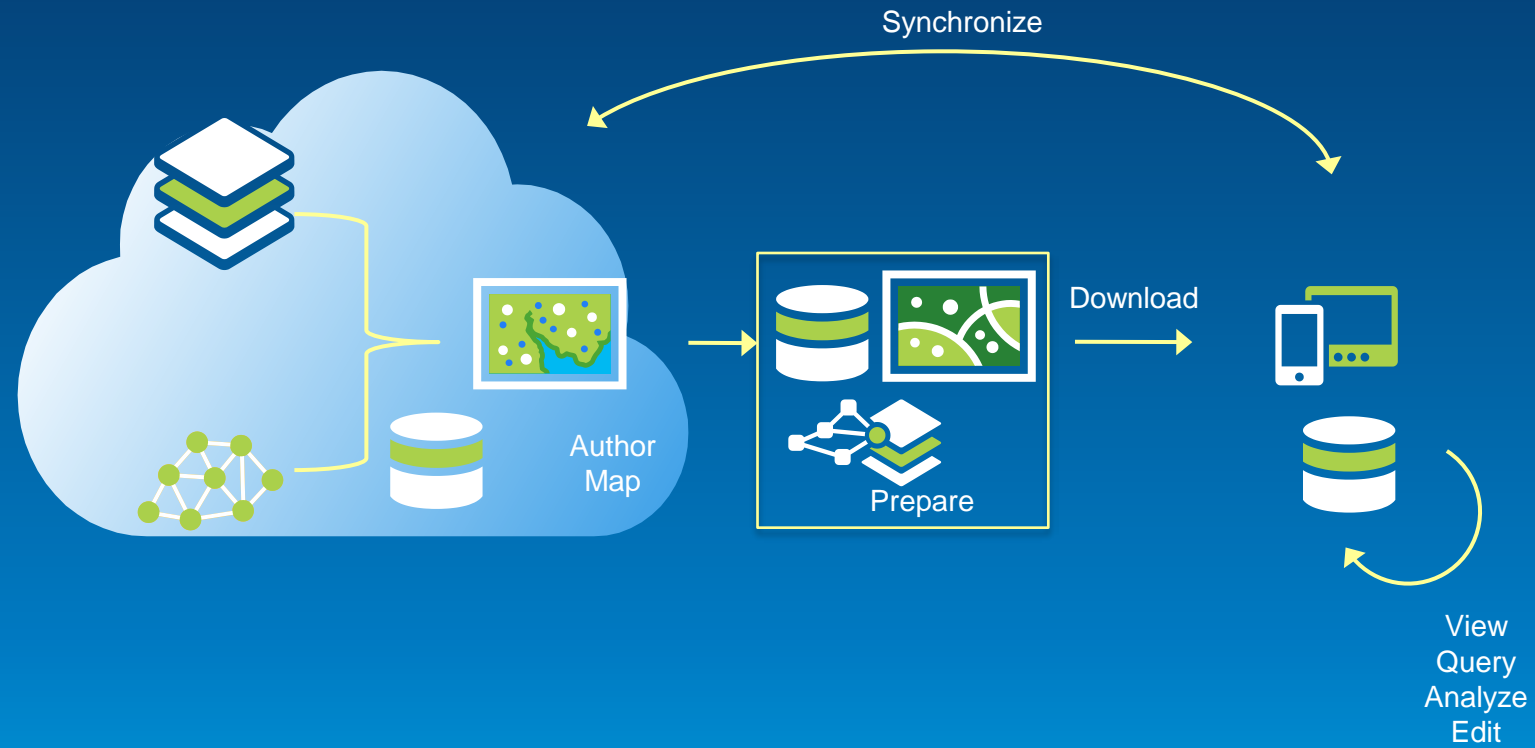 Synchronize
Author
Map
Prepare
Download
View
Query
Analyze
Edit